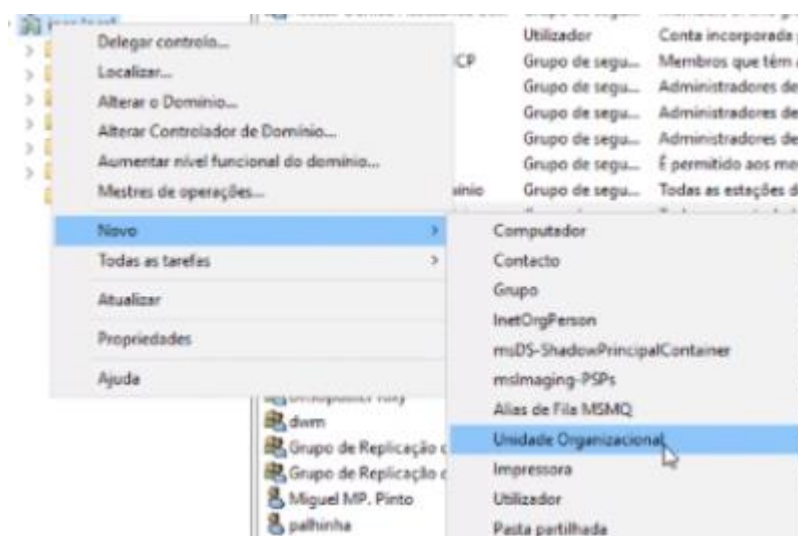 Utilizador Conta incorporada
Delegar controlo...
CP Grupo de segu... Membros que têm
Localizar...
Grupo de segu... Administradores de
Alterar o Domínio...
Grupo de segu... Administradores de
Alterar Controlador de Domínio...
Grupo de segu... Administradores de
Aumentar nível funcional do domínio...
Grupo de segu... É permitido aos
Mestres de operações...
Grupo de segu... Todas as estações
Novo
Computador
Todas as tarefas
Contacto
Grupo
Atualizar
InetOrgPerson
Propriedades
msDS-ShadowPrincipalContainer
msImaging-PSPs
Ajuda
Alias de Fila MSMQ
dwm
Unidade Organizacional
Grupo de Replicação
Grupo de Replicação
Impressora
Miguel MP. Pinto
Utilizador
palhinha
Pasta partilhada